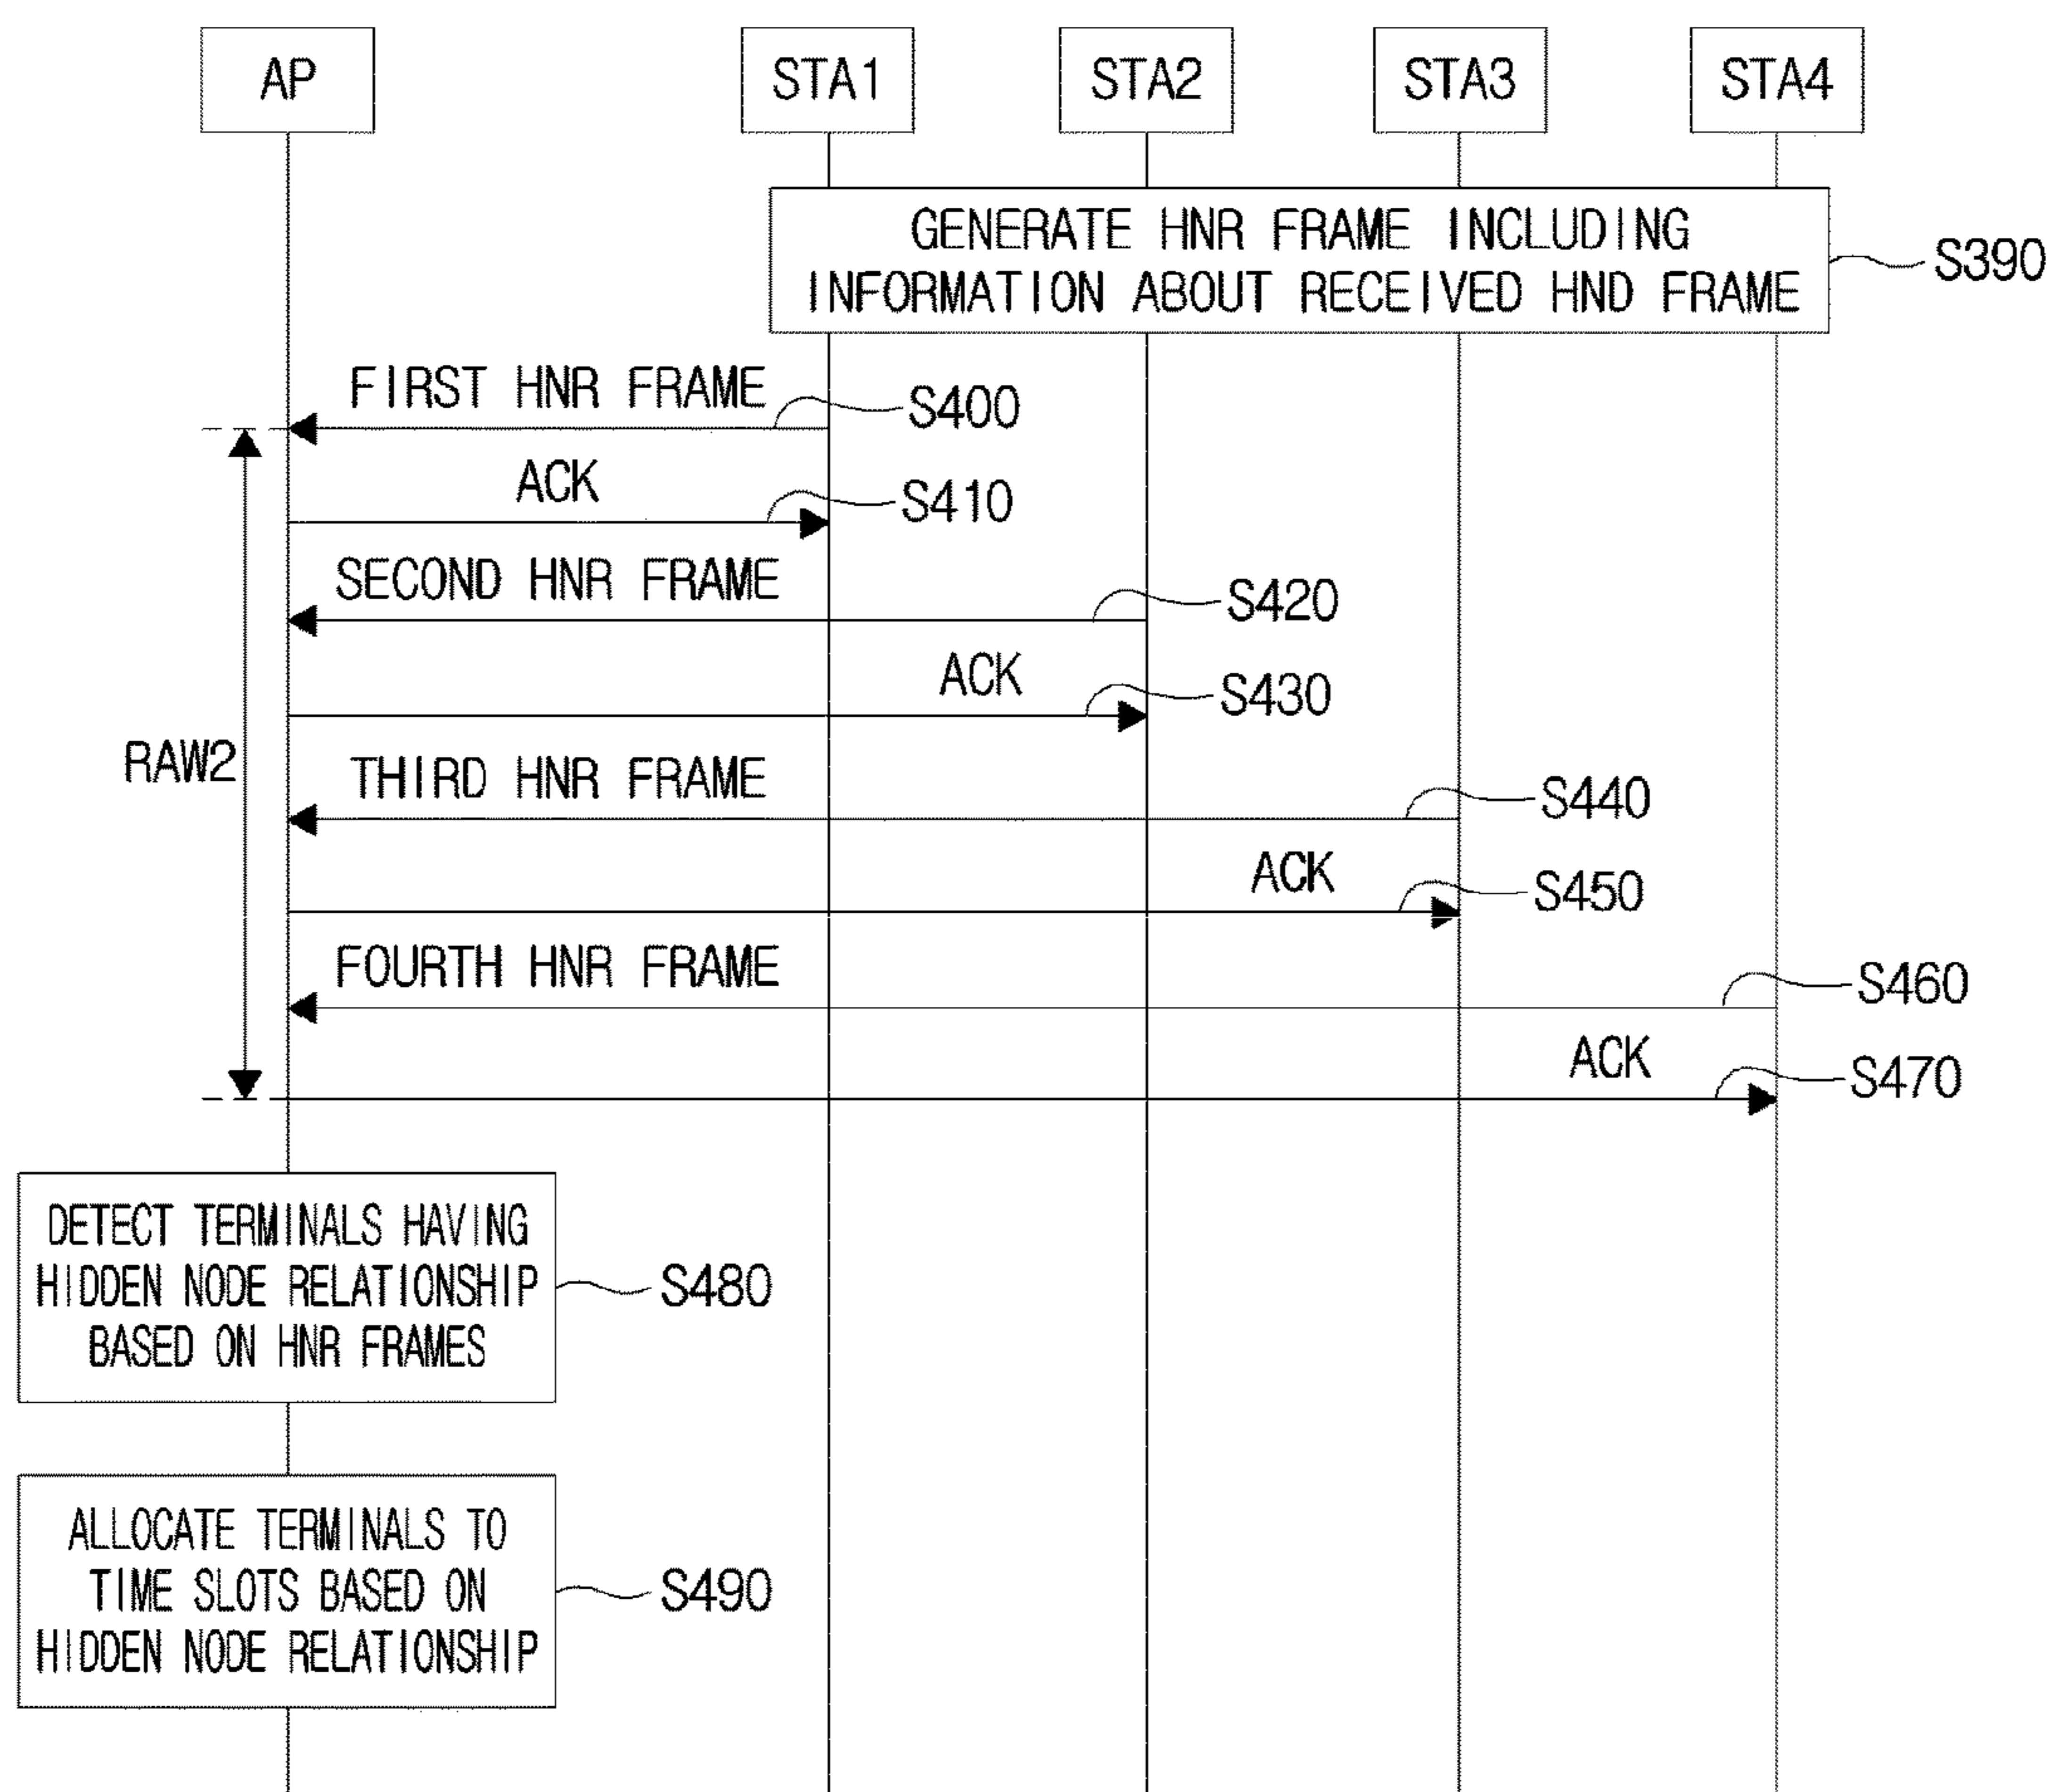 AP
STA1
STA2
STA3
STA4
GENERATE HNR FRAME INCLUDING
INFORMATION ABOUT RECEIVED HND FRAME
S390
FIRST HNR FRAME
S400
ACK
S410
SECOND HNR FRAME
S420
ACK
S430
RAW2
THIRD HNR FRAME
S440
ACK
S450
FOURTH HNR FRAME
S460
ACK
S470
DETECT TERMINALS HAVING
HIDDEN NODE RELATIONSHIP
BASED ON HNR FRAMES
S480
ALLOCATE TERMINALS TO
TIME SLOTS BASED ON
HIDDEN NODE RELATIONSHIP
S490